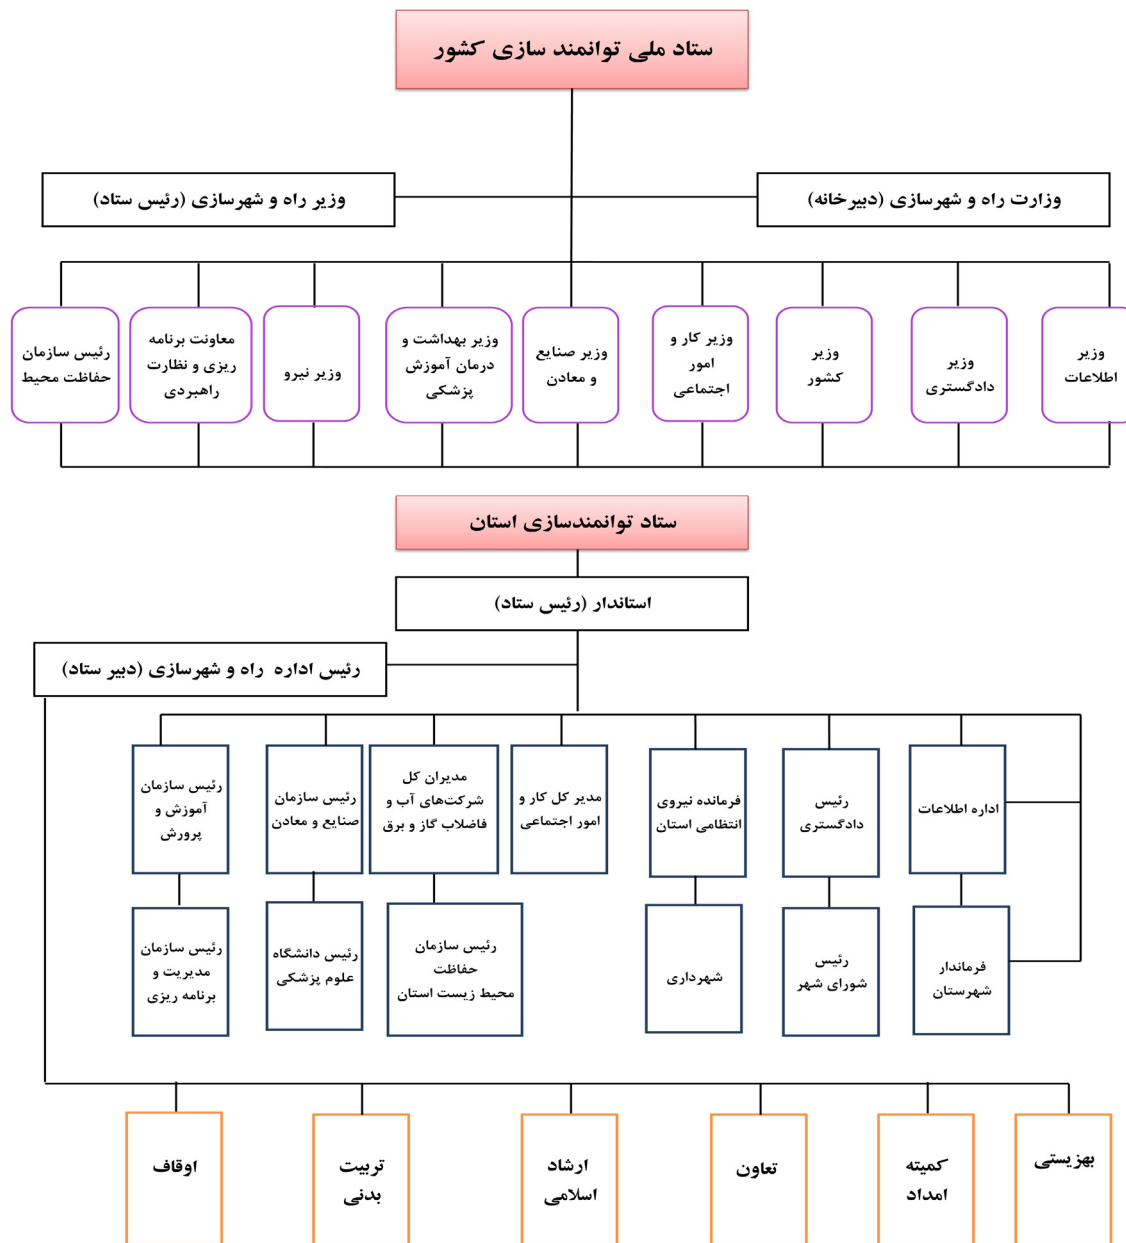 ستاد ملی توانمند سازی کشور
وزارت راه و شهرسازی (دبیرخانه)
وزیر راه و شهرسازی (رئیس ستاد)
وزیر
اطلاعات
وزیر
دادگستری
وزیر
کشور
وزیر کار و
امور
اجتماعی
وزیر صنایع
و معادن
وزیر بهداشت و
درمان آموزش
پزشکی
وزیر نیرو
معاونت برنامه
ریزی و نظارت
راهبردی
رئیس سازمان
حفاظت محیط
ستاد توانمندسازی استان
استاندار (رئیس ستاد)
رئیس اداره راه و شهرسازی (دبیر ستاد)
اداره اطلاعات
رئیس
دادگستری
فرمانده نیروی
انتظامی استان
مدیر کل کار و
امور اجتماعی
مدیران کل
شرکت‌های آب و
فاضلاب گاز و برق
رئیس سازمان
صنایع و معادن
رئیس سازمان
آموزش و
پرورش
فرماندار
شهرستان
رئیس
شورای شهر
شهرداری
رئیس سازمان
حفاظت
محیط زیست استان
رئیس دانشگاه
علوم پزشکی
رئیس سازمان
مدیریت و
برنامه ریزی
بهزیستی
کمیته
امداد
تعاون
ارشاد
اسلامی
تربیت
بدنی
اوقاف